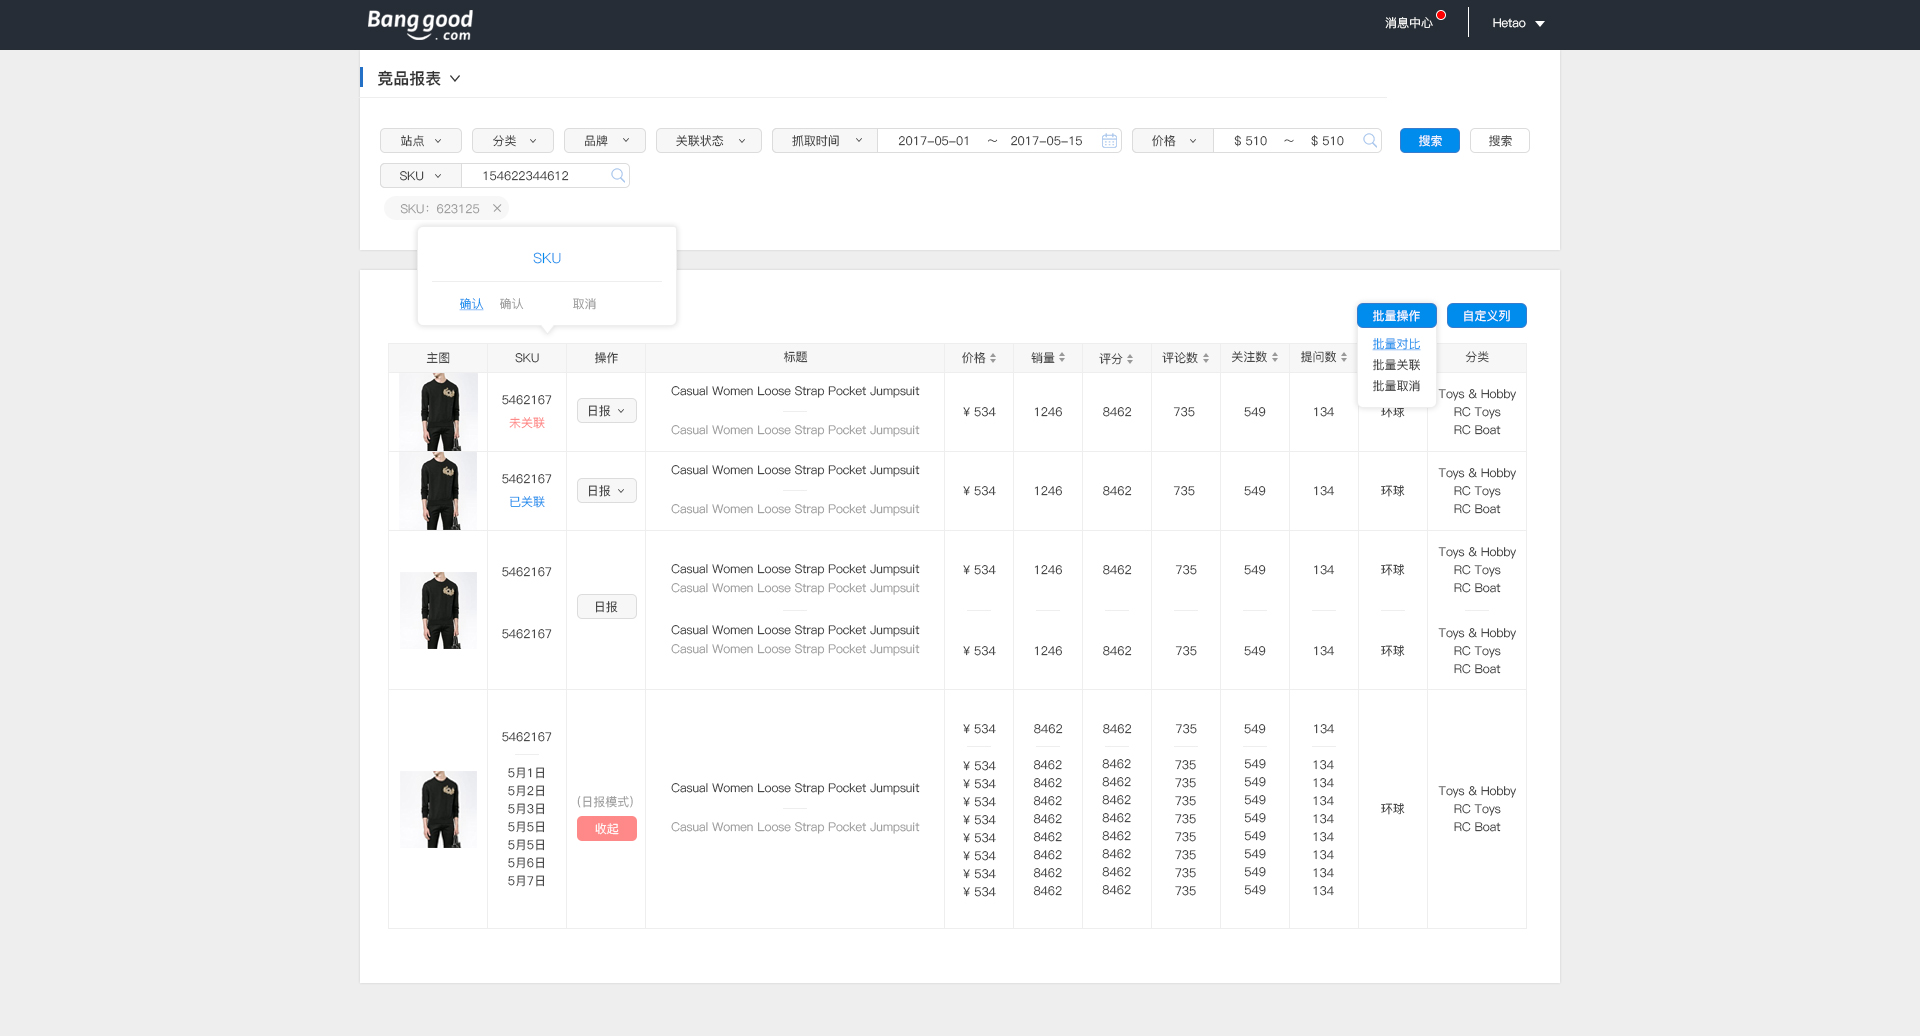 Banggood
.com
消息中心
Hetao
竞品报表
站点 分类 品牌 关联状态 抓取时间 2017-05-01 ~ 2017-05-15 价格 $ 510 ~ $ 510 搜索 搜索
SKU 154622344612
SKU: 623125
SKU
确认 确认 取消
批量操作 自定义列
批量对比
批量关联
批量取消
主图 SKU 操作 标题 价格 销量 评分 评论数 关注数 提问数 分类
5462167
未关联
日报
Casual Women Loose Strap Pocket Jumpsuit
Casual Women Loose Strap Pocket Jumpsuit
¥ 534 1246 8462 735 549 134 环球
Toys & Hobby
RC Toys
RC Boat
5462167
已关联
日报
Casual Women Loose Strap Pocket Jumpsuit
Casual Women Loose Strap Pocket Jumpsuit
¥ 534 1246 8462 735 549 134 环球
Toys & Hobby
RC Toys
RC Boat
5462167
5462167
日报
Casual Women Loose Strap Pocket Jumpsuit
Casual Women Loose Strap Pocket Jumpsuit
¥ 534 1246 8462 735 549 134 环球
Toys & Hobby
RC Toys
RC Boat
Casual Women Loose Strap Pocket Jumpsuit
Casual Women Loose Strap Pocket Jumpsuit
¥ 534 1246 8462 735 549 134 环球
Toys & Hobby
RC Toys
RC Boat
5462167
5月1日
5月2日
5月3日
5月5日
5月5日
5月6日
5月7日
(日报模式)
收起
Casual Women Loose Strap Pocket Jumpsuit
Casual Women Loose Strap Pocket Jumpsuit
¥ 534 8462 8462 735 549 134
¥ 534 8462 8462 735 549 134
¥ 534 8462 8462 735 549 134
¥ 534 8462 8462 735 549 134
¥ 534 8462 8462 735 549 134
¥ 534 8462 8462 735 549 134
¥ 534 8462 8462 735 549 134
¥ 534 8462 8462 735 549 134
¥ 534 8462 8462 735 549 134
环球
Toys & Hobby
RC Toys
RC Boat